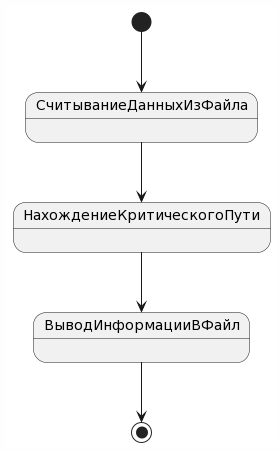 СчитываниеДанныхИзФайла
НахождениеКритическогоПути
ВыводИнформацииВФайл